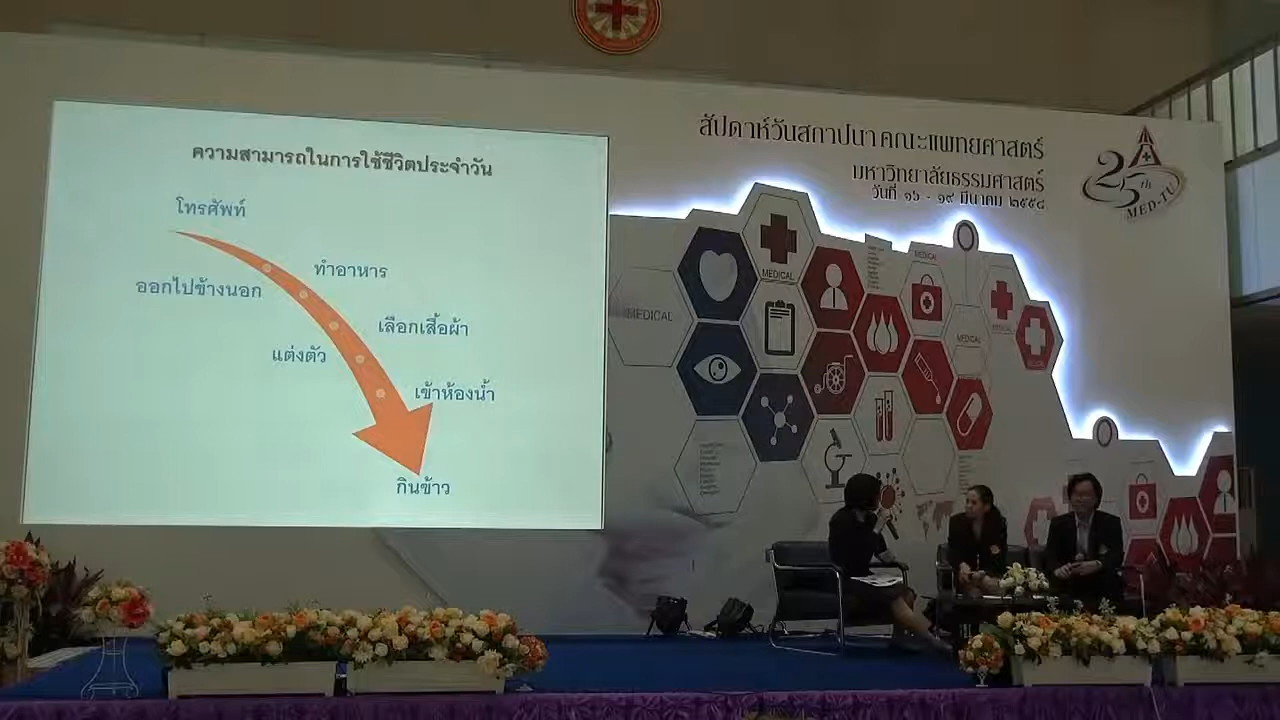 ความสามารถในการใช้ชีวิตประจำวัน
โทรศัพท์
ทำอาหาร
ออกไปข้างนอก
เลือกเสื้อผ้า
แต่งตัว
เข้าห้องน้ำ
กินข้าว
สัปดาห์วันสถาปนา คณะแพทยศาสตร์
มหาวิทยาลัยธรรมศาสตร์
วันที่ ๑๖ - ๑๙ มีนาคม ๒๕๕๘
25th
MED-TU
MEDICAL
MEDICAL
MEDICAL
MEDICAL
MEDICAL